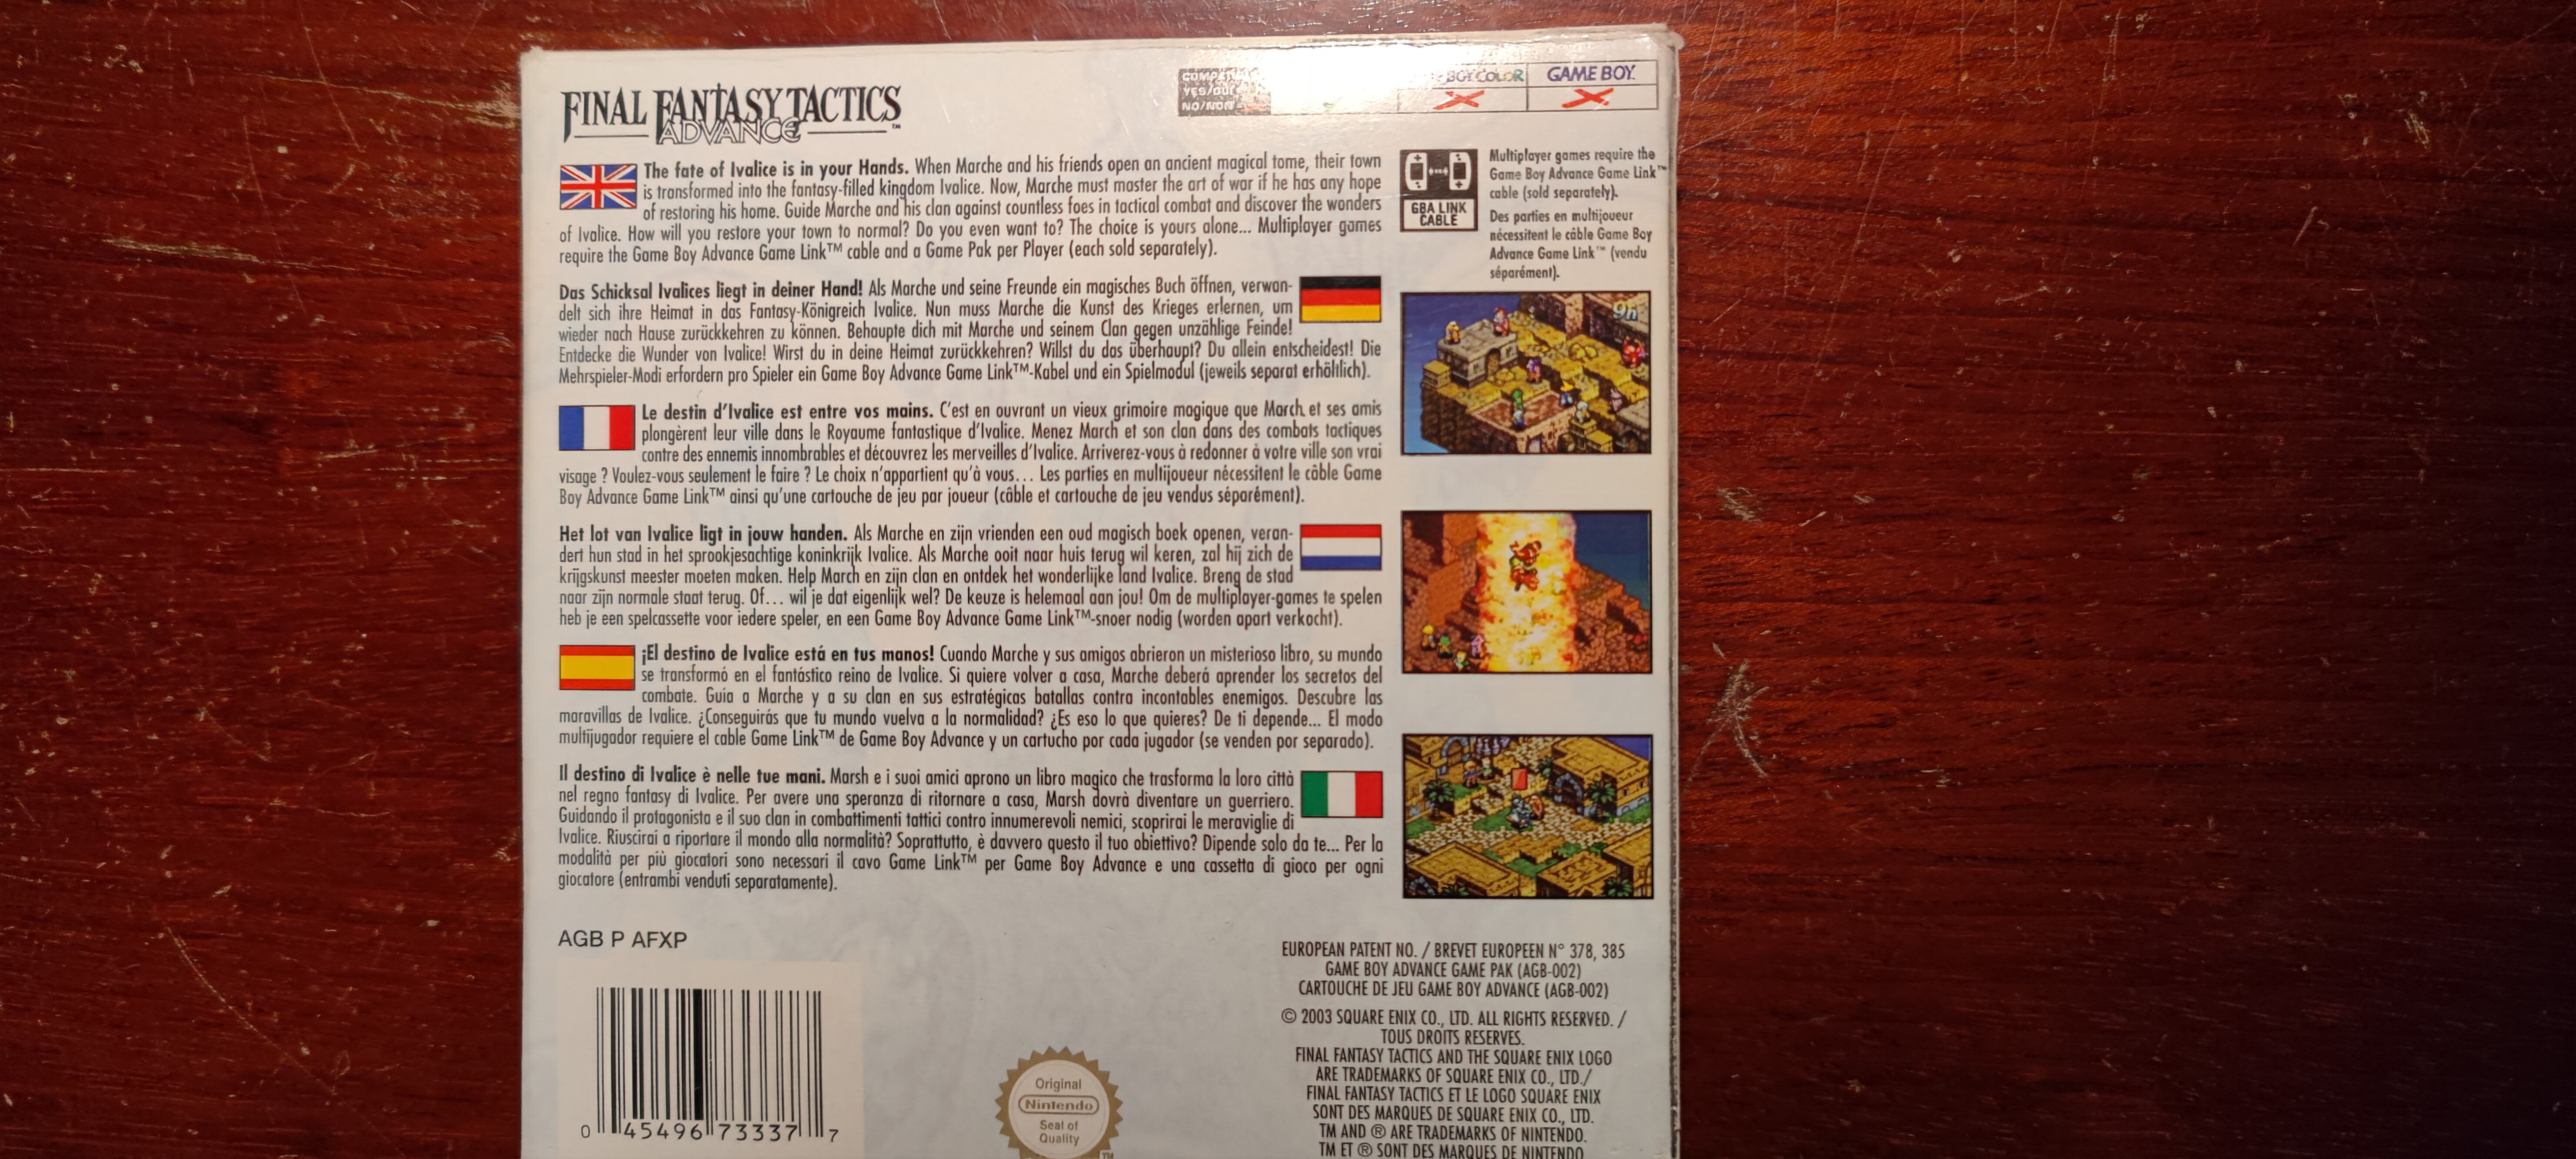 FINAL FANTASY TACTICS
ADVANCE™
YES/OUI
NO/NON
BOY COLOR
GAME BOY
The fate of Ivalice is in your Hands. When Marche and his friends open an ancient magical tome, their town
is transformed into the fantasy-filled kingdom Ivalice. Now, Marche must master the art of war if he has any hope
of restoring his home. Guide Marche and his clan against countless foes in tactical combat and discover the wonders
of Ivalice. How will you restore your town to normal? Do you even want to? The choice is yours alone... Multiplayer games
require the Game Boy Advance Game Link™ cable and a Game Pak per Player (each sold separately).
Das Schicksal Ivalices liegt in deiner Hand! Als Marche und seine Freunde ein magisches Buch öffnen, verwan-
delt sich ihre Heimat in das Fantasy-Königreich Ivalice. Nun muss Marche die Kunst des Krieges erlernen, um
wieder nach Hause zurückkehren zu können. Behaupte dich mit Marche und seinem Clan gegen unzählige Feinde!
Entdecke die Wunder von Ivalice! Wirst du in deine Heimat zurückkehren? Willst du das überhaupt? Du allein entscheidest! Die
Mehrspieler-Modi erfordern pro Spieler ein Game Boy Advance Game Link™-Kabel und ein Spielmodul (jeweils separat erhältlich).
Le destin d'Ivalice est entre vos mains. C'est en ouvrant un vieux grimoire magique que March et ses amis
plongèrent leur ville dans le Royaume fantastique d'Ivalice. Menez March et son clan dans des combats tactiques
contre des ennemis innombrables et découvrez les merveilles d'Ivalice. Arriverez-vous à redonner à votre ville son vrai
visage ? Voulez-vous seulement le faire ? Le choix n'appartient qu'à vous... Les parties en multijoueur nécessitent le câble Game
Boy Advance Game Link™ ainsi qu'une cartouche de jeu par joueur (câble et cartouche de jeu vendus séparément).
Het lot van Ivalice ligt in jouw handen. Als Marche en zijn vrienden een oud magisch boek openen, veran-
dert hun stad in het sprookjesachtige koninkrijk Ivalice. Als Marche ooit naar huis terug wil keren, zal hij zich de
krijgskunst meester moeten maken. Help March en zijn clan en ontdek het wonderlijke land Ivalice. Breng de stad
naar zijn normale staat terug. Of... wil je dat eigenlijk wel? De keuze is helemaal aan jou! Om de multiplayer-games te spelen
heb je een spelcassette voor iedere speler, en een Game Boy Advance Game Link™-snoer nodig (worden apart verkocht).
¡El destino de Ivalice está en tus manos! Cuando Marche y sus amigos abrieron un misterioso libro, su mundo
se transformó en el fantástico reino de Ivalice. Si quiere volver a casa, Marche deberá aprender los secretos del
combate. Guía a Marche y a su clan en sus estratégicas batallas contra incontables enemigos. Descubre las
maravillas de Ivalice. ¿Conseguirás que tu mundo vuelva a la normalidad? ¿Es eso lo que quieres? De ti depende... El modo
multijugador requiere el cable Game Link™ de Game Boy Advance y un cartucho por cada jugador (se venden por separado).
Il destino di Ivalice è nelle tue mani. Marsh e i suoi amici aprono un libro magico che trasforma la loro città
nel regno fantasy di Ivalice. Per avere una speranza di ritornare a casa, Marsh dovrà diventare un guerriero.
Guidando il protagonista e il suo clan in combattimenti tattici contro innumerevoli nemici, scoprirai le meraviglie di
Ivalice. Riuscirai a riportare il mondo alla normalità? Soprattutto, è davvero questo il tuo obiettivo? Dipende solo da te... Per la
modalità per più giocatori sono necessari il cavo Game Link™ per Game Boy Advance e una cassetta di gioco per ogni
giocatore (entrambi venduti separatamente).
GBA LINK
CABLE
Multiplayer games require the
Game Boy Advance Game Link™
cable (sold separately).
Des parties en multijoueur
nécessitent le câble Game Boy
Advance Game Link™ (vendu
séparément).
AGB P AFXP
0 45496 73337 7
Original
Nintendo
Seal of
Quality
TM
EUROPEAN PATENT NO. / BREVET EUROPEEN N° 378, 385
GAME BOY ADVANCE GAME PAK (AGB-002)
CARTOUCHE DE JEU GAME BOY ADVANCE (AGB-002)
© 2003 SQUARE ENIX CO., LTD. ALL RIGHTS RESERVED. /
TOUS DROITS RESERVES.
FINAL FANTASY TACTICS AND THE SQUARE ENIX LOGO
ARE TRADEMARKS OF SQUARE ENIX CO., LTD./
FINAL FANTASY TACTICS ET LE LOGO SQUARE ENIX
SONT DES MARQUES DE SQUARE ENIX CO., LTD.
TM AND ® ARE TRADEMARKS OF NINTENDO.
TM ET ® SONT DES MARQUES DE NINTENDO